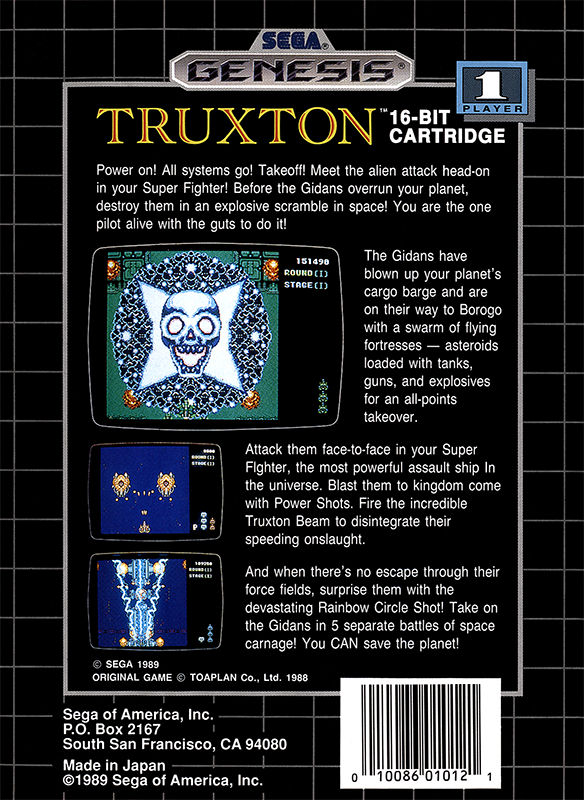 SEGA®
GENESIS®
1
PLAYER
TRUXTON™
16-BIT
CARTRIDGE
Power on! All systems go! Takeoff! Meet the alien attack head-on
in your Super Fighter! Before the Gidans overrun your planet,
destroy them in an explosive scramble in space! You are the one
pilot alive with the guts to do it!
151490
ROUND(I)
STAGE(I)
The Gidans have
blown up your planet's
cargo barge and are
on their way to Borogo
with a swarm of flying
fortresses — asteroids
loaded with tanks,
guns, and explosives
for an all-points
takeover.
ROUND(I)
STAGE(I)
P
Attack them face-to-face in your Super
FIghter, the most powerful assault ship In
the universe. Blast them to kingdom come
with Power Shots. Fire the incredible
Truxton Beam to disintegrate their
speeding onslaught.
ROUND(I)
STAGE(I)
And when there's no escape through their
force fields, surprise them with the
devastating Rainbow Circle Shot! Take on
the Gidans in 5 separate battles of space
carnage! You CAN save the planet!
© SEGA 1989
ORIGINAL GAME © TOAPLAN Co., Ltd. 1988
Sega of America, Inc.
P.O. Box 2167
South San Francisco, CA 94080
Made in Japan
©1989 Sega of America, Inc.
0 10086 01012 1